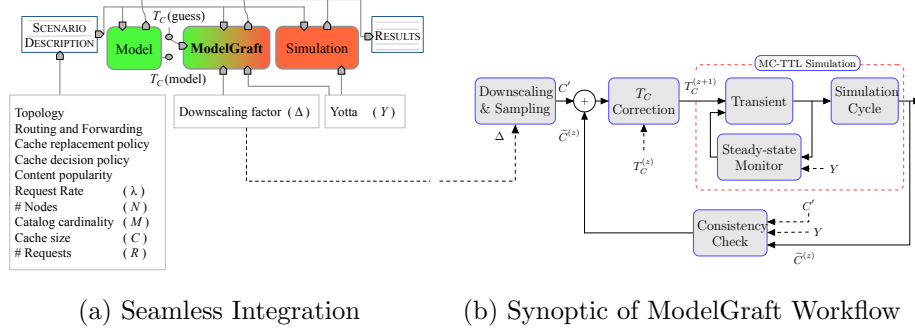 T_C(guess)
SCENARIO
DESCRIPTION
Model
ModelGraft
Simulation
RESULTS
T_C(model)
Topology
Routing and Forwarding
Cache replacement policy
Cache decision policy
Content popularity
Request Rate (λ)
# Nodes (N)
Catalog cardinality (M)
Cache size (C)
# Requests (R)
Downscaling factor (Δ)
Yotta (Y)
(a) Seamless Integration
MC-TTL Simulation
Downscaling
& Sampling
C′
+
T_C
Correction
T_C^(z+1)
Transient
Simulation
Cycle
Δ
C̃^(z)
T_C^(z)
Steady-state
Monitor
Y
Consistency
Check
C′
Y
C̃^(z)
(b) Synoptic of ModelGraft Workflow